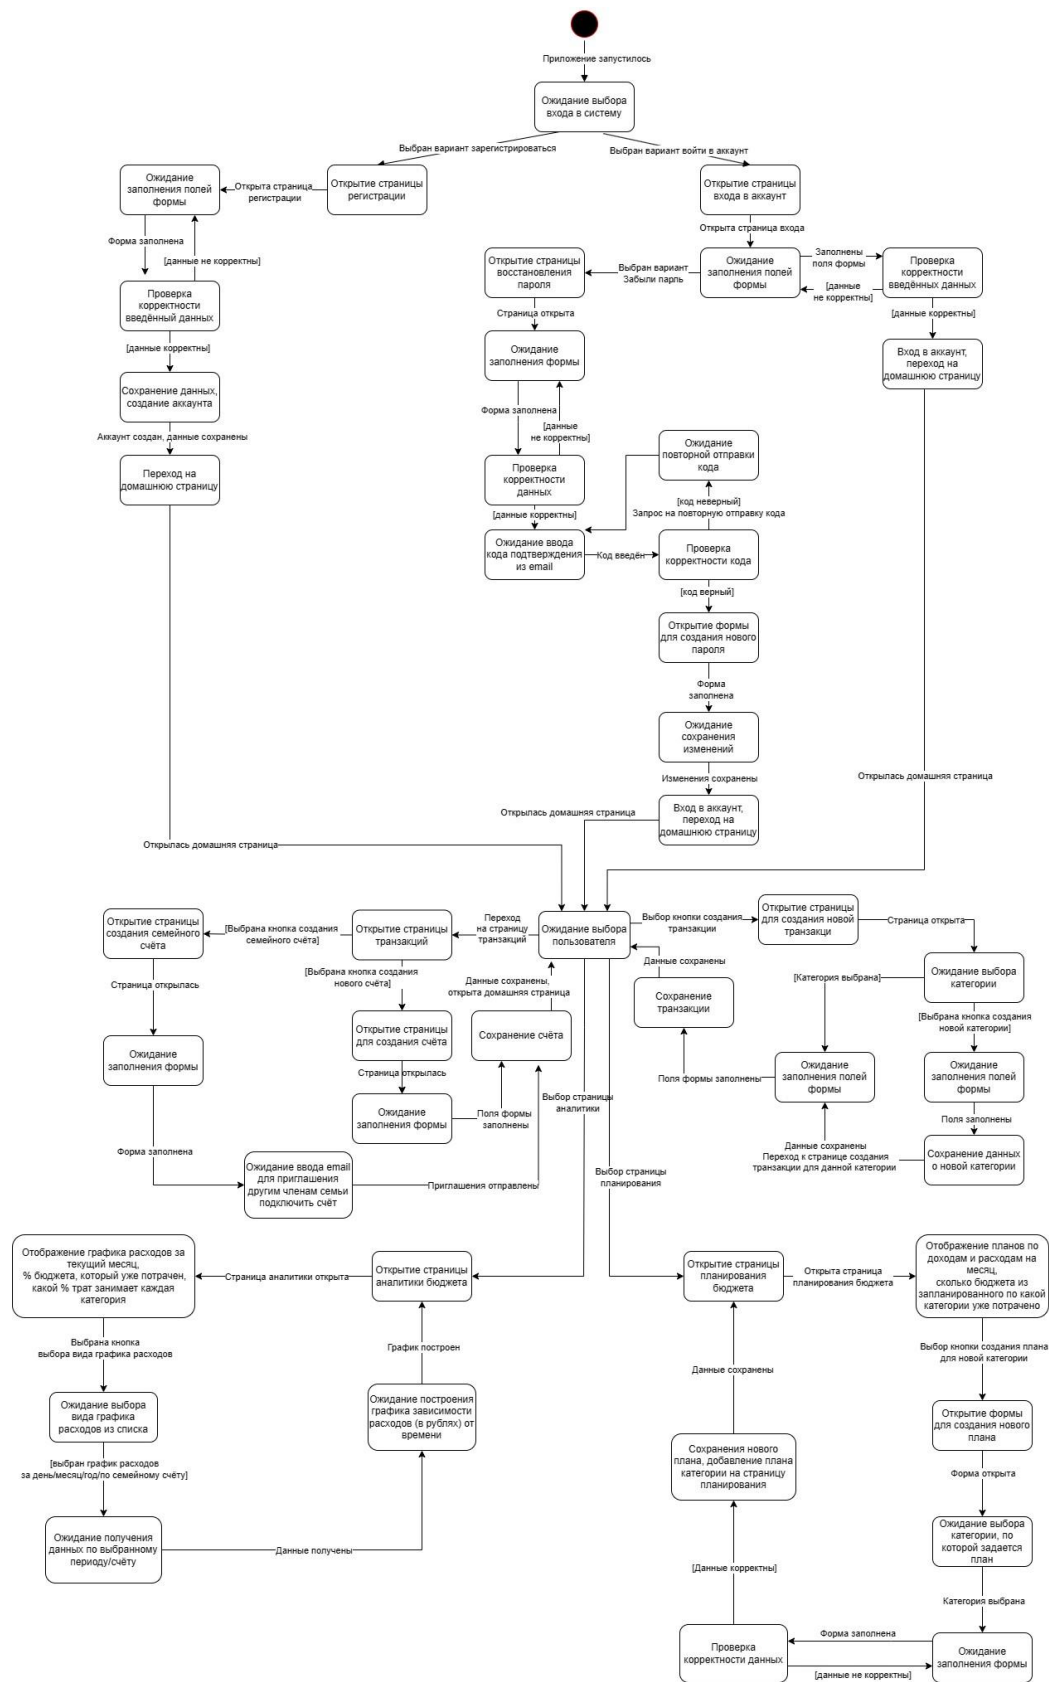 Приложение запустилось
Ожидание выбора
входа в систему
Выбран вариант зарегистрироваться
Выбран вариант войти в аккаунт
Ожидание
заполнения полей
формы
Открыта страница
регистрации
Открытие страницы
регистрации
Открытие страницы
входа в аккаунт
Открыта страница входа
Форма заполнена
[данные не корректны]
Открытие страницы
восстановления
пароля
Выбран вариант
Забыли парль
Ожидание
заполнения полей
формы
Заполнены
поля формы
[данные
не корректны]
Проверка
корректности
введённых данных
Проверка
корректности
введённый данных
Страница открыта
[данные корректны]
[данные корректны]
Ожидание
заполнения формы
Вход в аккаунт,
переход на
домашнюю страницу
Сохранение данных,
создание аккаунта
Форма заполнена
[данные
не корректны]
Аккаунт создан, данные сохранены
Ожидание
повторной отправки
кода
Переход на
домашнюю страницу
Проверка
корректности
данных
[код неверный]
Запрос на повторную отправку кода
[данные корректны]
Ожидание ввода
кода подтверждения
из email
Код введён
Проверка
корректности кода
[код верный]
Открытие формы
для создания нового
пароля
Форма
заполнена
Ожидание
сохранения
изменений
Изменения сохранены
Открылась домашняя страница
Открылась домашняя страница
Вход в аккаунт,
переход на
домашнюю страницу
Открылась домашняя страница
Открытие страницы
создания семейного
счёта
[Выбрана кнопка создания
семейного счёта]
Открытие страницы
транзакций
Переход
на страницу
транзакций
Ожидание выбора
пользователя
Выбор кнопки создания
транзакции
Открытие страницы
для создания новой
транзакци
Страница открыта
Данные сохранены
Ожидание выбора
категории
[Категория выбрана]
[Выбрана кнопка создания
нового счёта]
Данные сохранены,
открыта домашняя страница
Страница открылась
Сохранение
транзакции
[Выбрана кнопка создания
новой категории]
Открытие страницы
для создания счёта
Сохранение счёта
Ожидание
заполнения формы
Страница открылась
Поля формы заполнены
Ожидание
заполнения полей
формы
Ожидание
заполнения полей
формы
Ожидание
заполнения формы
Поля формы
заполнены
Выбор страницы
аналитики
Поля заполнены
Форма заполнена
Данные сохранены
Переход к странице создания
транзакции для данной категории
Сохранение данных
о новой категории
Ожидание ввода email
для приглашения
другим членам семьи
подключить счёт
Приглашения отправлены
Выбор страницы
планирования
Отображение графика расходов за
текущий месяц,
% бюджета, который уже потрачен,
какой % трат занимает каждая
категория
Страница аналитики открыта
Открытие страницы
аналитики бюджета
Открытие страницы
планирования
бюджета
Открыта страница
планирования бюджета
Отображение планов по
доходам и расходам на
месяц,
сколько бюджета из
запланированного по какой
категории уже потрачено
Выбрана кнопка
выбора вида графика расходов
График построен
Выбор кнопки создания плана
для новой категории
Данные сохранены
Ожидание выбора
вида графика
расходов из списка
Ожидание построения
графика зависимости
расходов (в рублях) от
времени
Открытие формы
для создания нового
плана
[выбран график расходов
за день/месяц/год/по семейному счёту]
Сохранения нового
плана, добавление плана
категории на страницу
планирования
Форма открыта
Ожидание получения
данных по выбранному
периоду/счёту
Данные получены
Ожидание выбора
категории, по
которой задается
план
[Данные корректны]
Категория выбрана
Проверка
корректности данных
Форма заполнена
[данные не корректны]
Ожидание
заполнения формы